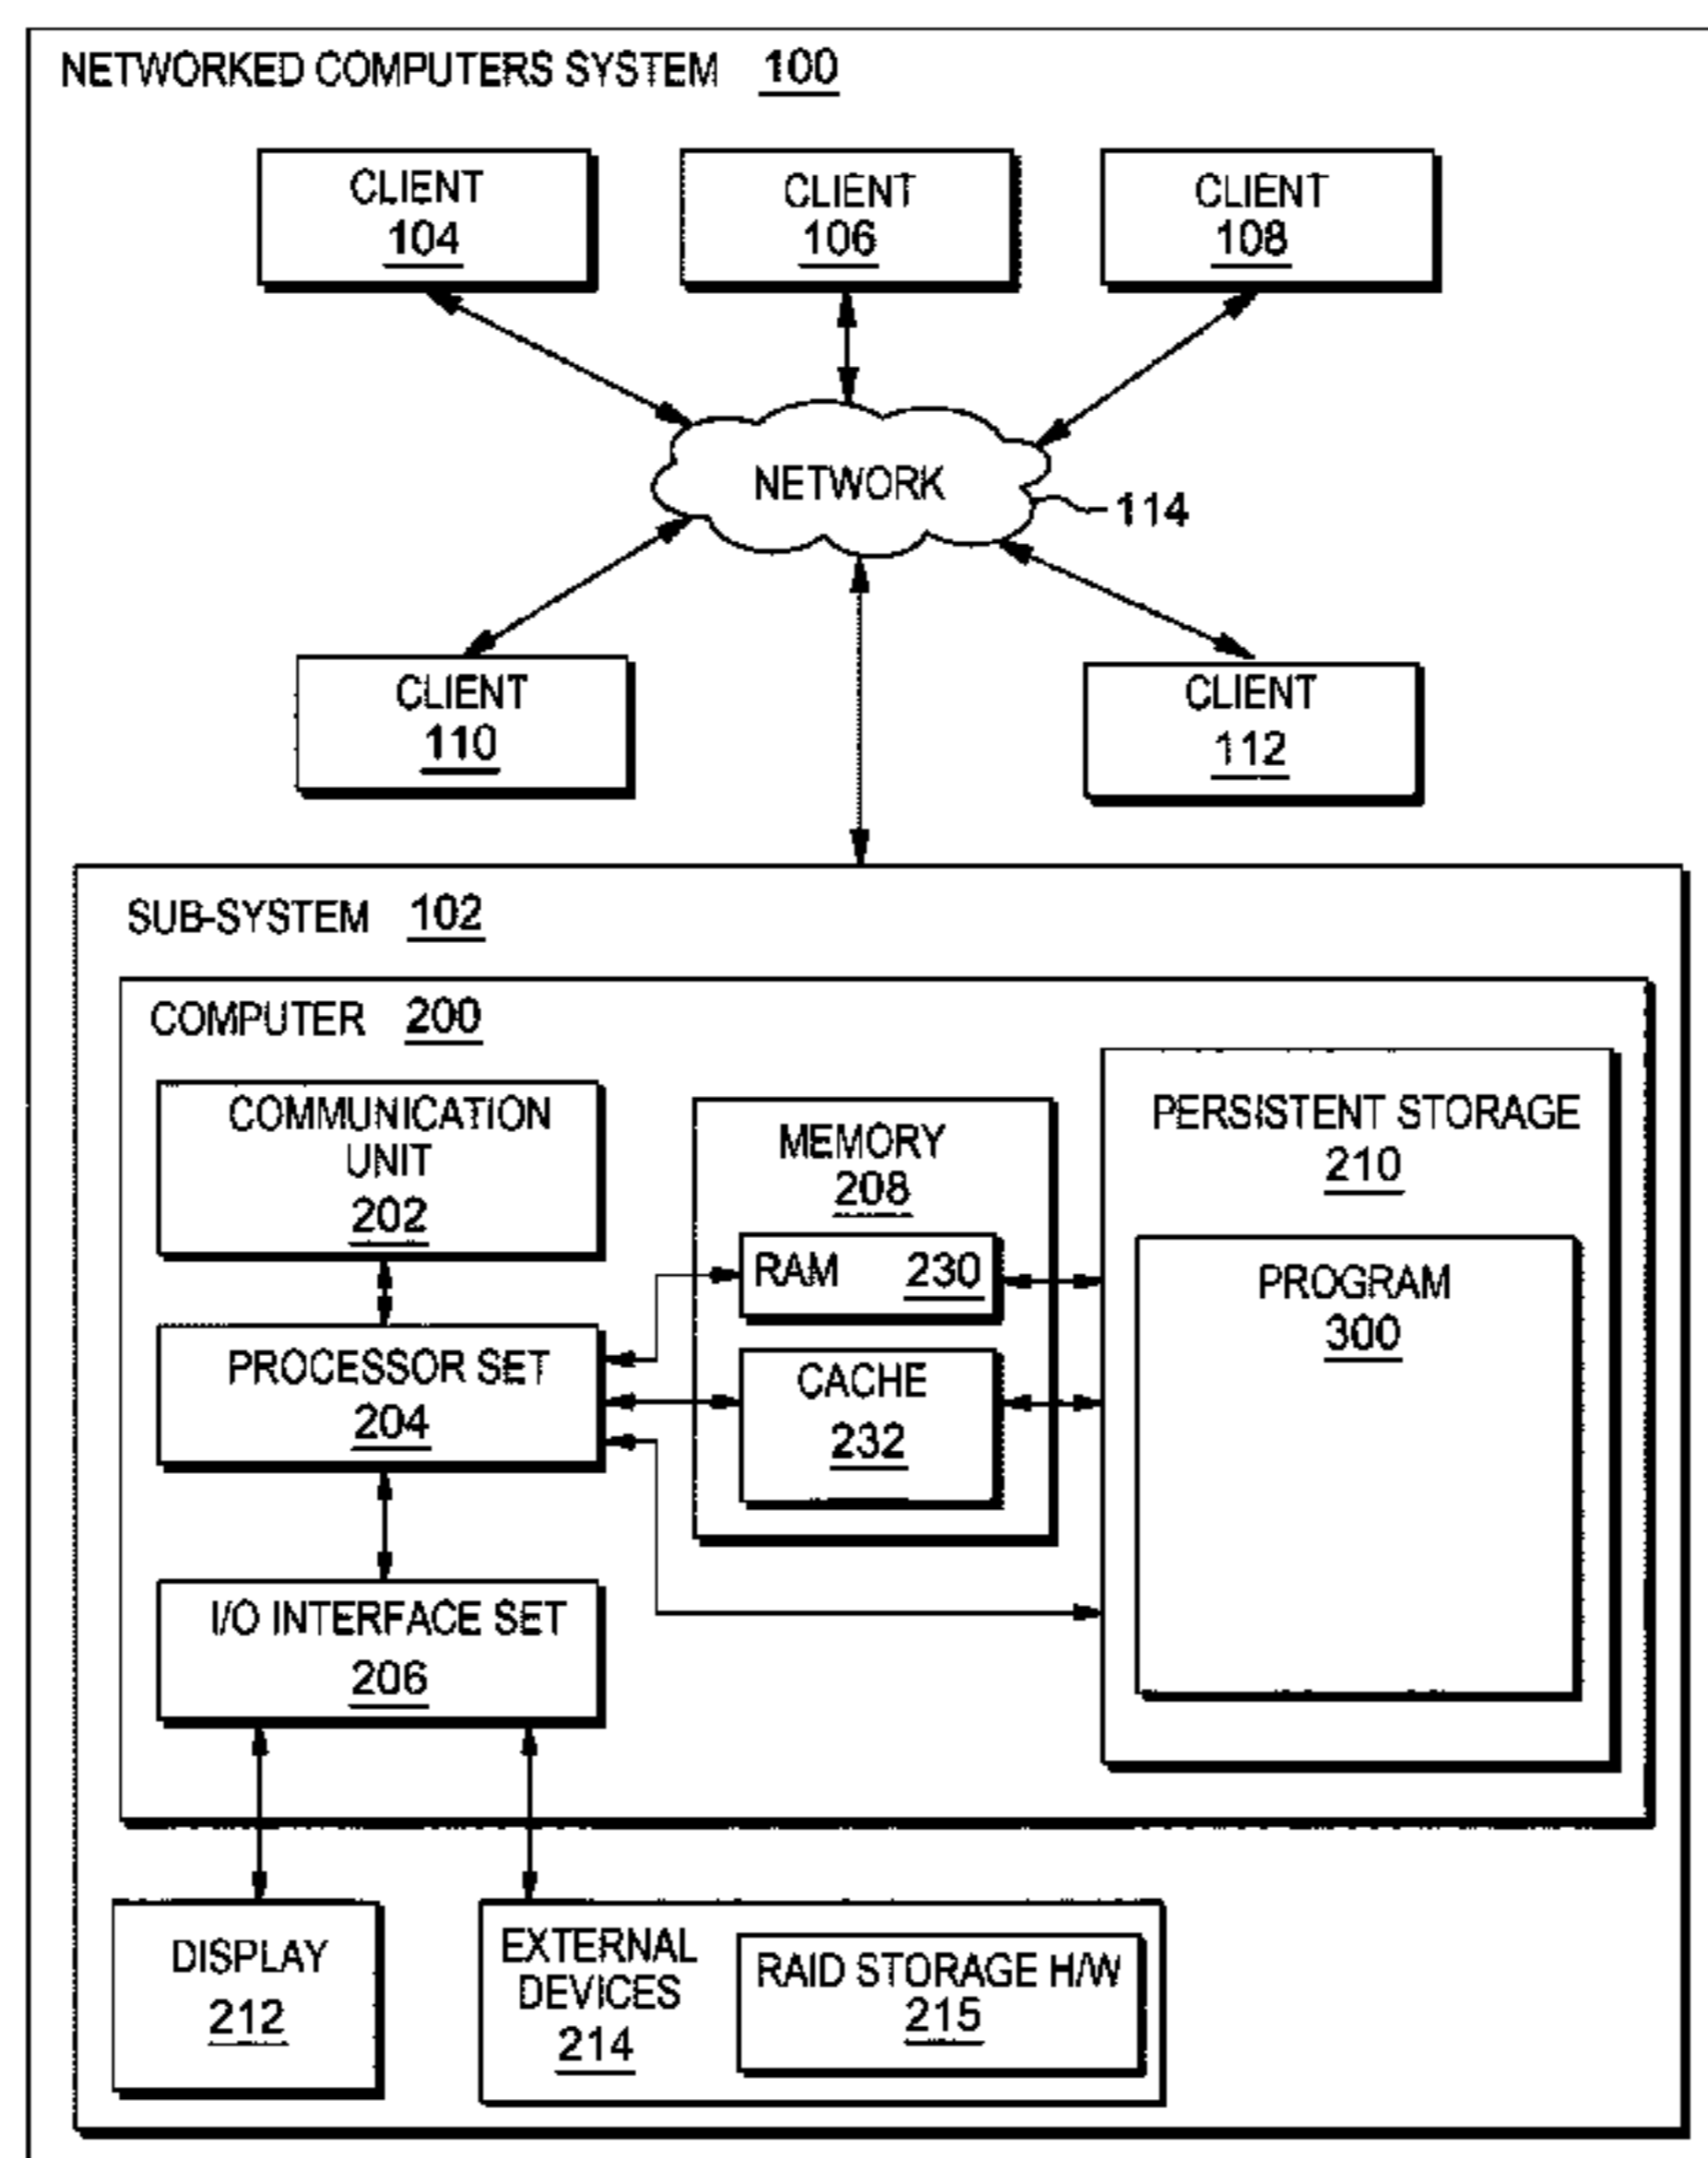 NETWORKED COMPUTERS SYSTEM 100
CLIENT
104
CLIENT
106
CLIENT
108
NETWORK
114
CLIENT
110
CLIENT
112
SUB-SYSTEM 102
COMPUTER 200
COMMUNICATION
UNIT
202
MEMORY
208
PERSISTENT STORAGE
210
RAM 230
PROGRAM
300
PROCESSOR SET
204
CACHE
232
I/O INTERFACE SET
206
DISPLAY
212
EXTERNAL
DEVICES
214
RAID STORAGE H/W
215